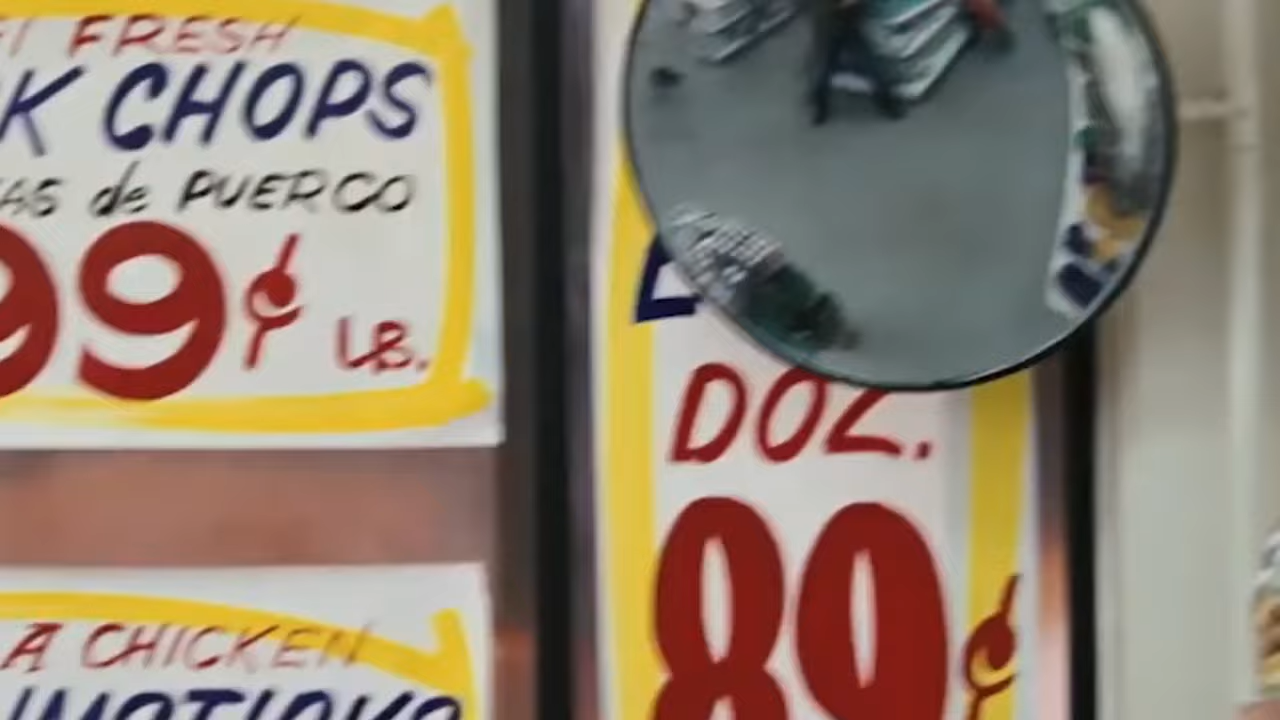 FRESH
K CHOPS
AS de PUERCO
99¢ LB.
A CHICKEN
DOZ.
89¢